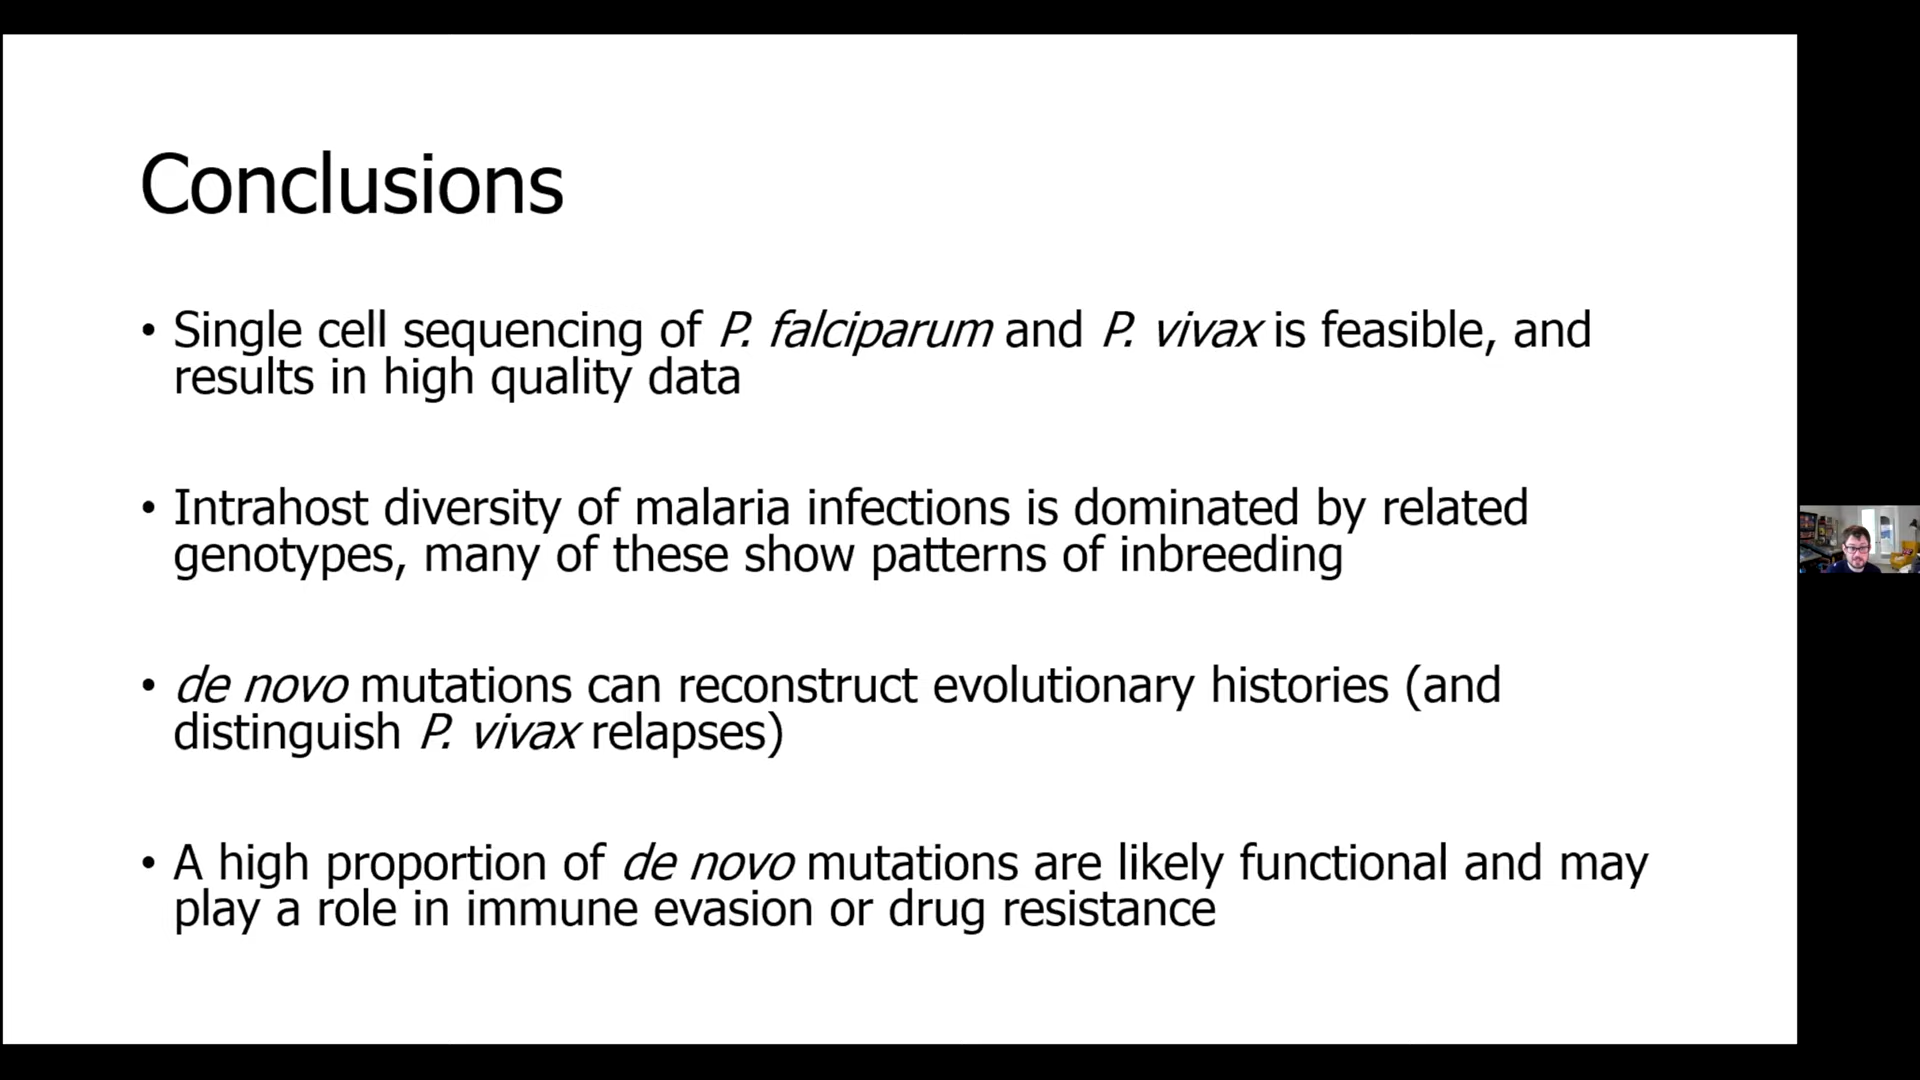 Conclusions
• Single cell sequencing of P. falciparum and P. vivax is feasible, and
results in high quality data
• Intrahost diversity of malaria infections is dominated by related
genotypes, many of these show patterns of inbreeding
• de novo mutations can reconstruct evolutionary histories (and
distinguish P. vivax relapses)
• A high proportion of de novo mutations are likely functional and may
play a role in immune evasion or drug resistance